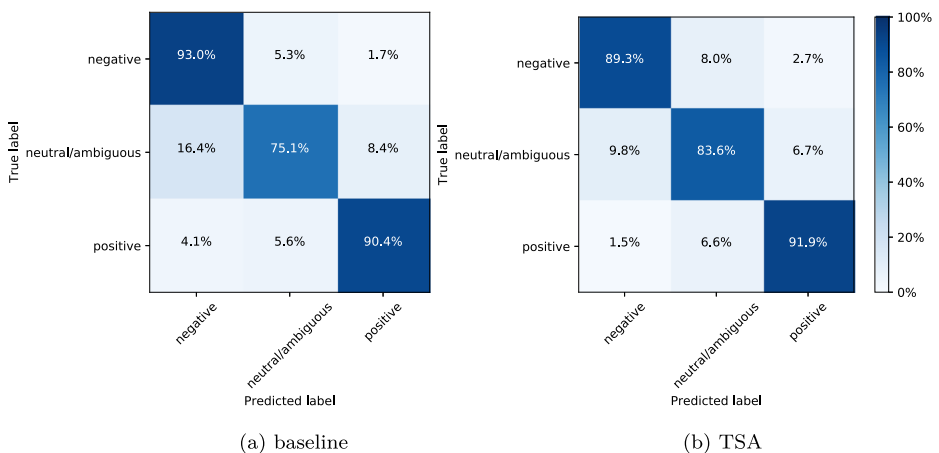 negative 93.0% 5.3% 1.7%
neutral/ambiguous 16.4% 75.1% 8.4%
positive 4.1% 5.6% 90.4%
True label
negative neutral/ambiguous positive
Predicted label
(a) baseline
negative 89.3% 8.0% 2.7%
neutral/ambiguous 9.8% 83.6% 6.7%
positive 1.5% 6.6% 91.9%
True label
negative neutral/ambiguous positive
Predicted label
100%
80%
60%
40%
20%
0%
(b) TSA